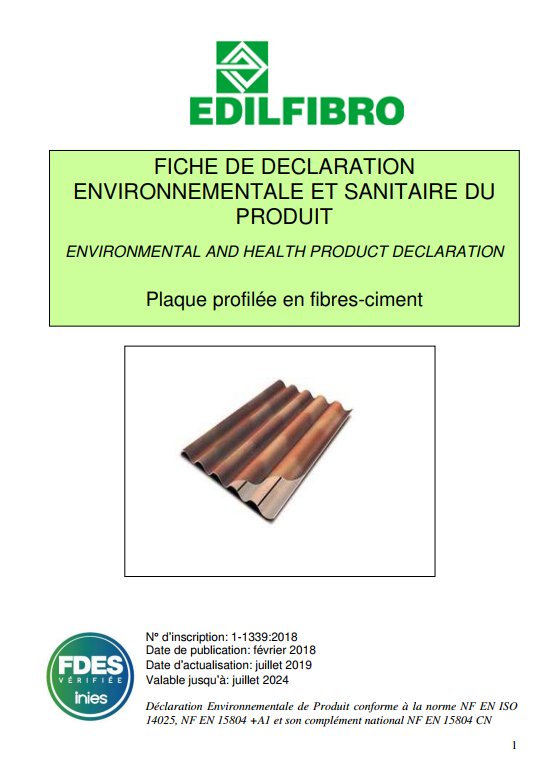 EDILFIBRO
FICHE DE DECLARATION
ENVIRONNEMENTALE ET SANITAIRE DU
PRODUIT
ENVIRONMENTAL AND HEALTH PRODUCT DECLARATION
Plaque profilée en fibres-ciment
FDES
VÉRIFIÉE
inies
N° d'inscription: 1-1339:2018
Date de publication: février 2018
Date d'actualisation: juillet 2019
Valable jusqu'à: juillet 2024
Déclaration Environnementale de Produit conforme à la norme NF EN ISO
14025, NF EN 15804 +A1 et son complément national NF EN 15804 CN
1